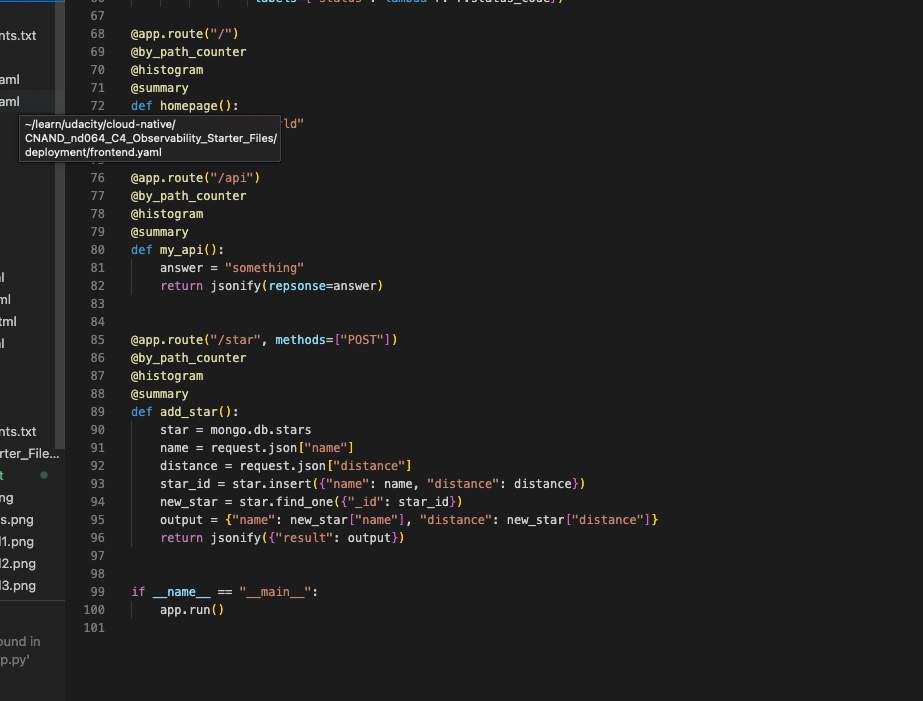 66 labels={"status": lambda r: r.status_code})
67
nts.txt
68 @app.route("/")
69 @by_path_counter
70 @histogram
aml
71 @summary
aml
72 def homepage():
ld"
~/learn/udacity/cloud-native/
CNAND_nd064_C4_Observability_Starter_Files/
deployment/frontend.yaml
76 @app.route("/api")
77 @by_path_counter
78 @histogram
79 @summary
80 def my_api():
81 answer = "something"
l
82 return jsonify(repsonse=answer)
ml
83
84
tml
85 @app.route("/star", methods=["POST"])
l
86 @by_path_counter
87 @histogram
88 @summary
89 def add_star():
90 star = mongo.db.stars
nts.txt
91 name = request.json["name"]
rter_File...
92 distance = request.json["distance"]
t
93 star_id = star.insert({"name": name, "distance": distance})
ng
94 new_star = star.find_one({"_id": star_id})
s.png
95 output = {"name": new_star["name"], "distance": new_star["distance"]}
l1.png
96 return jsonify({"result": output})
97
l2.png
98
l3.png
99 if __name__ == "__main__":
100 app.run()
101
ound in
p.py'